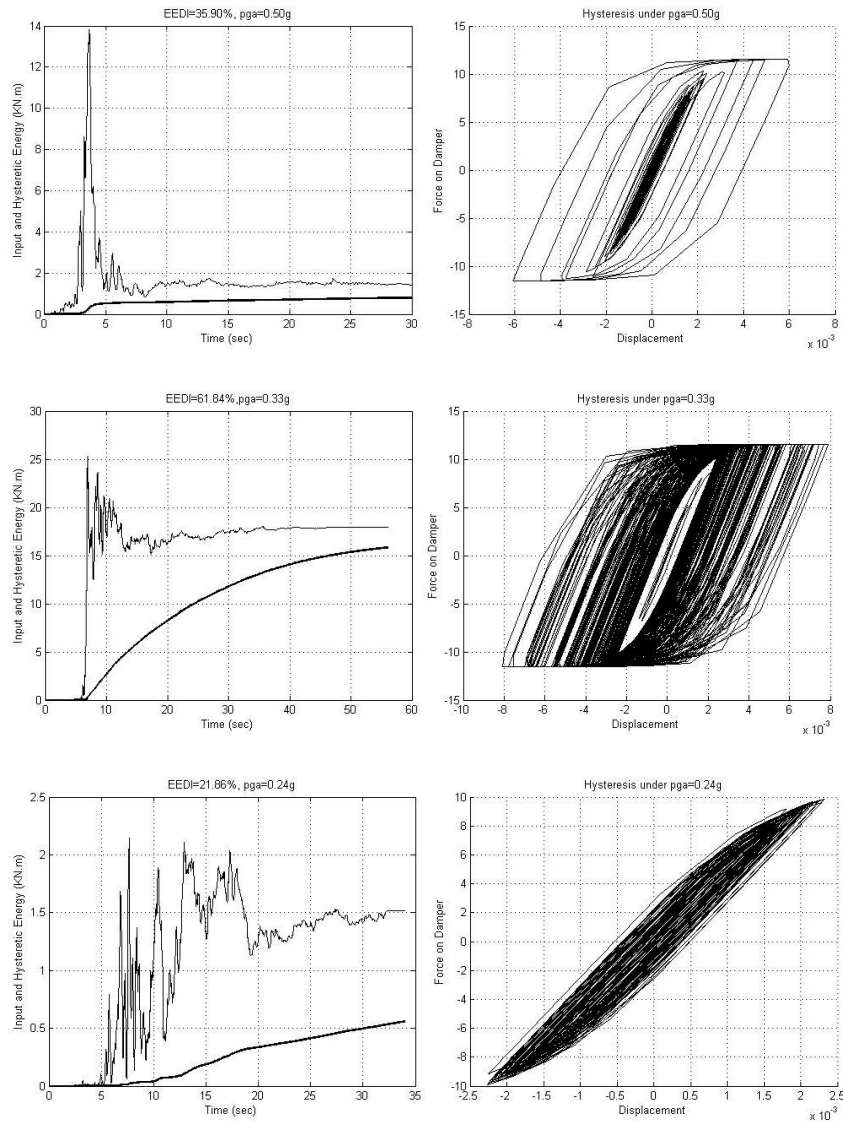 EEDI=35.90%, pga=0.50g
Input and Hysteretic Energy (KN.m)
14
12
10
8
6
4
2
0
0 5 10 15 20 25 30
Time (sec)
Hysteresis under pga=0.50g
Force on Damper
15
10
5
0
-5
-10
-15
-8 -6 -4 -2 0 2 4 6 8
Displacement
x 10-3
EEDI=61.84%,pga=0.33g
Input and Hysteretic Energy (KN.m)
30
25
20
15
10
5
0
0 10 20 30 40 50 60
Time (sec)
Hysteresis under pga=0.33g
Force on Damper
15
10
5
0
-5
-10
-15
-10 -8 -6 -4 -2 0 2 4 6 8
Displacement
x 10-3
EEDI=21.86%, pga=0.24g
Input and Hysteretic Energy (KN.m)
2.5
2
1.5
1
0.5
0
0 5 10 15 20 25 30 35
Time (sec)
Hysteresis under pga=0.24g
Force on Damper
10
8
6
4
2
0
-2
-4
-6
-8
-10
-2.5 -2 -1.5 -1 -0.5 0 0.5 1 1.5 2 2.5
Displacement
x 10-3